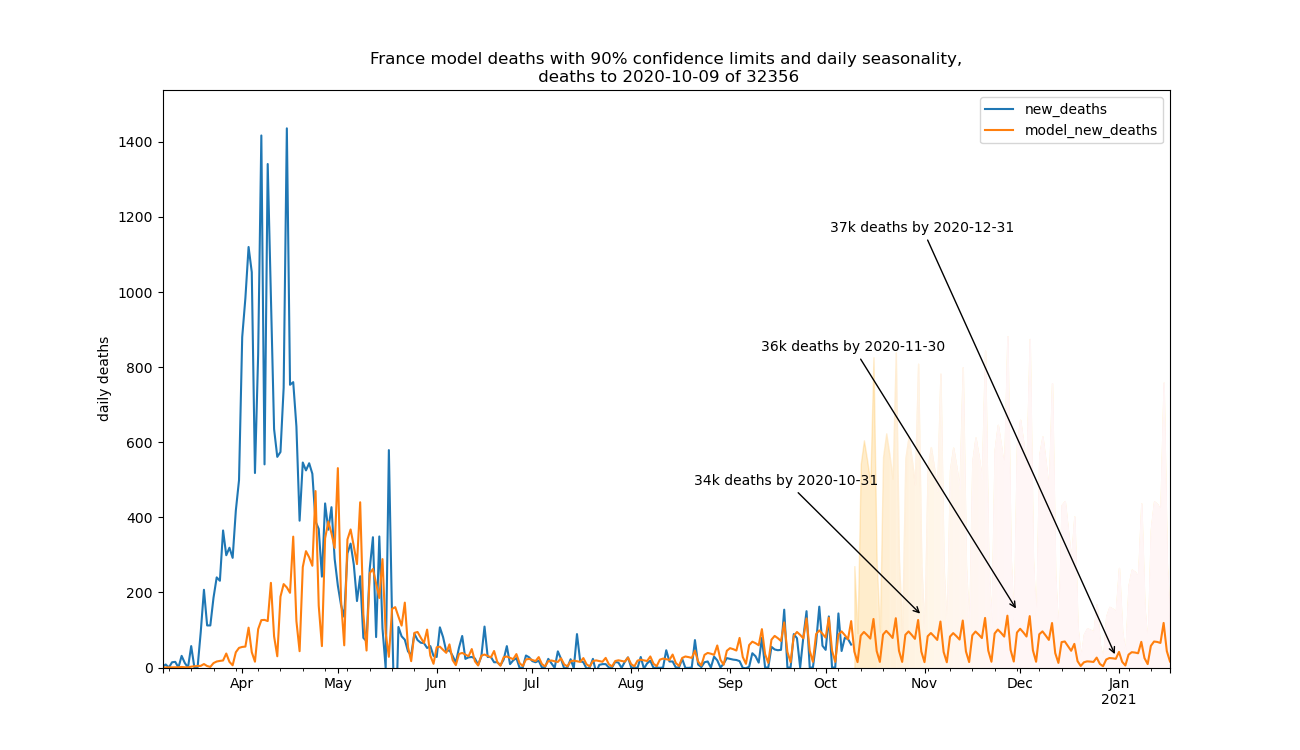 France model deaths with 90% confidence limits and daily seasonality,
deaths to 2020-10-09 of 32356
new_deaths
model_new_deaths
daily deaths
1400
1200
1000
800
600
400
200
0
37k deaths by 2020-12-31
36k deaths by 2020-11-30
34k deaths by 2020-10-31
Apr May Jun Jul Aug Sep Oct Nov Dec Jan
2021